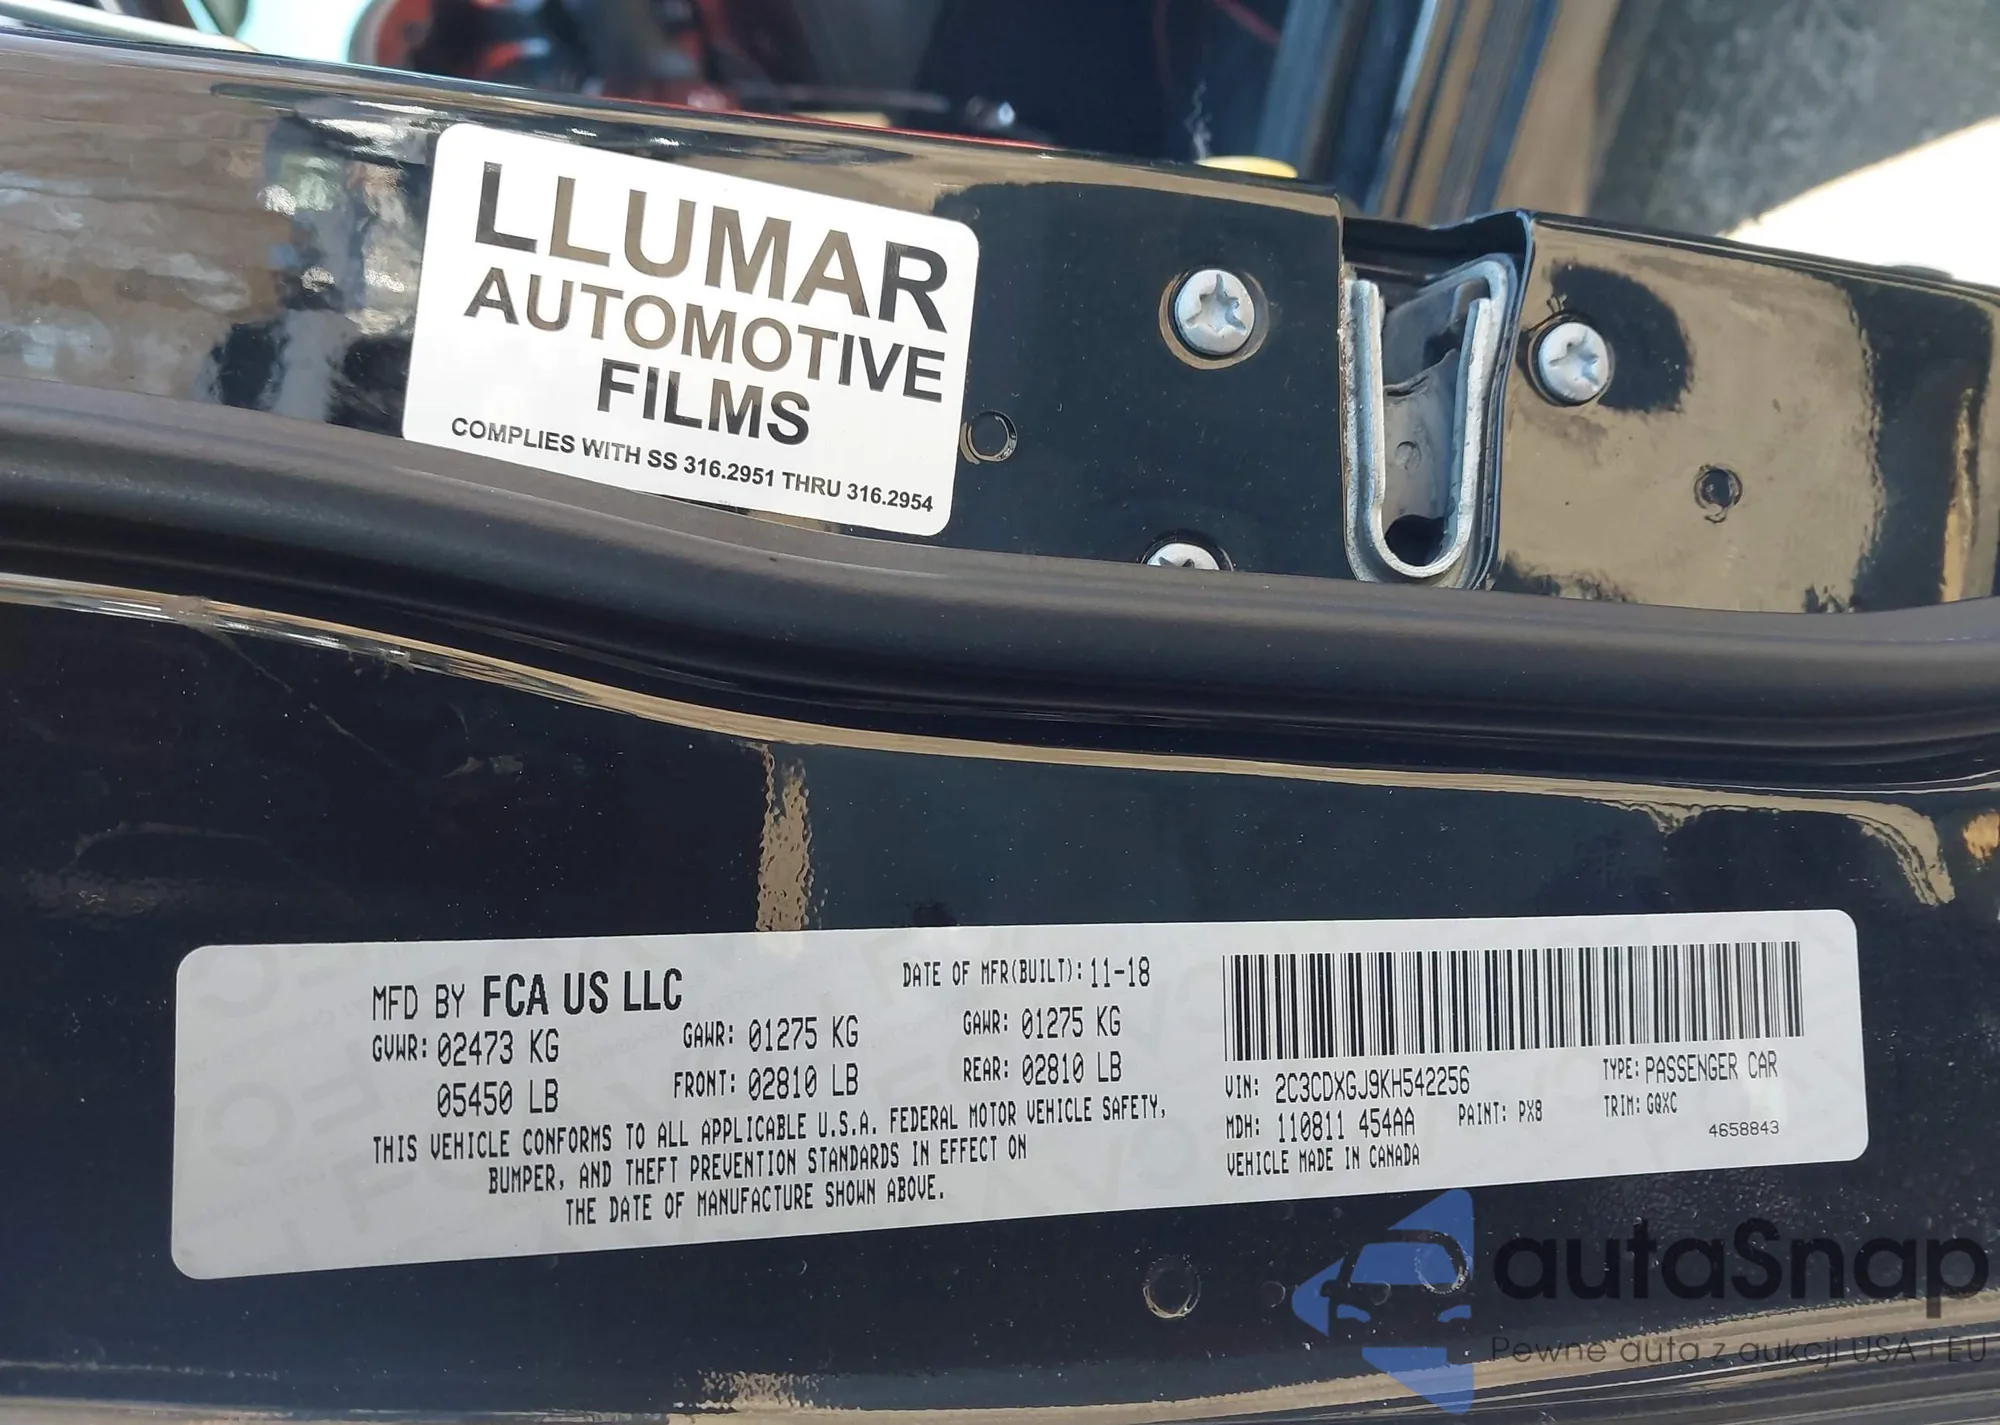 LLUMAR
AUTOMOTIVE
FILMS
COMPLIES WITH SS 316.2951 THRU 316.2954
MFD BY FCA US LLC
DATE OF MFR(BUILT): 11-18
GVWR: 02473 KG
GAWR: 01275 KG
GAWR: 01275 KG
05450 LB
FRONT: 02810 LB
REAR: 02810 LB
THIS VEHICLE CONFORMS TO ALL APPLICABLE U.S.A. FEDERAL MOTOR VEHICLE SAFETY,
BUMPER, AND THEFT PREVENTION STANDARDS IN EFFECT ON
THE DATE OF MANUFACTURE SHOWN ABOVE.
VIN: 2C3CDXGJ9KH542256
TYPE: PASSENGER CAR
MDH: 110811 454AA
PAINT: PX8
TRIM: GQXC
VEHICLE MADE IN CANADA
4658843
autaSnap
Pewne auta z aukcji USA i EU